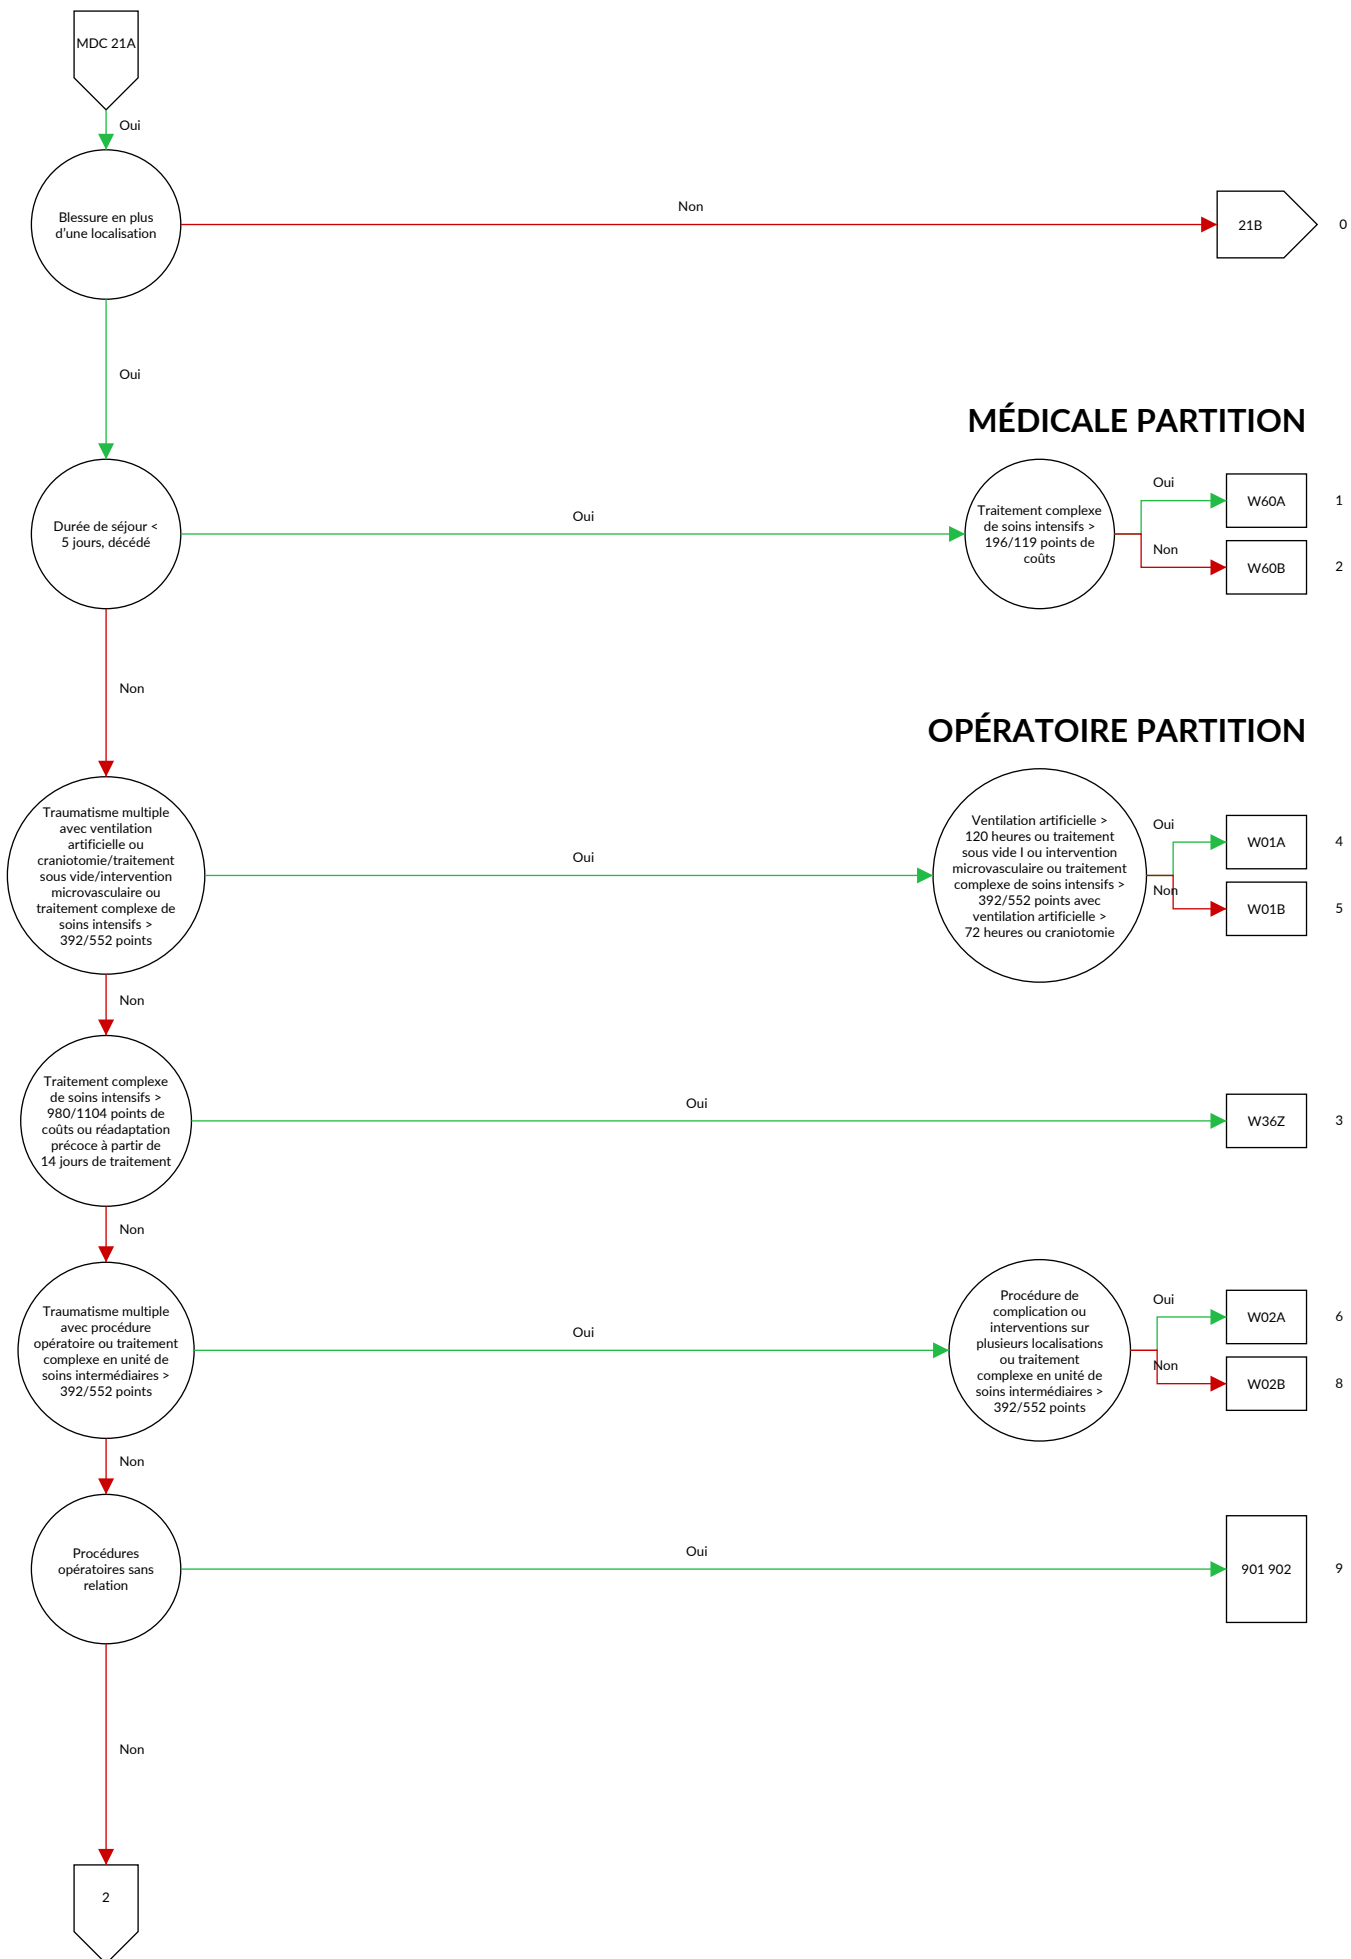 MDC 21A
Oui
Blessure en plus
d'une localisation
Non
21B
0
Oui
MÉDICALE PARTITION
Durée de séjour <
5 jours, décédé
Oui
Traitement complexe
de soins intensifs >
196/119 points de
coûts
Oui
W60A
1
Non
W60B
2
Non
OPÉRATOIRE PARTITION
Traumatisme multiple
avec ventilation
artificielle ou
craniotomie/traitement
sous vide/intervention
microvasculaire ou
traitement complexe de
soins intensifs >
392/552 points
Oui
Ventilation artificielle >
120 heures ou traitement
sous vide I ou intervention
microvasculaire ou traitement
complexe de soins intensifs >
392/552 points avec
ventilation artificielle >
72 heures ou craniotomie
Oui
W01A
4
Non
W01B
5
Non
Traitement complexe
de soins intensifs >
980/1104 points de
coûts ou réadaptation
précoce à partir de
14 jours de traitement
Oui
W36Z
3
Non
Traumatisme multiple
avec procédure
opératoire ou traitement
complexe en unité de
soins intermédiaires >
392/552 points
Oui
Procédure de
complication ou
interventions sur
plusieurs localisations
ou traitement
complexe en unité de
soins intermédiaires >
392/552 points
Oui
W02A
6
Non
W02B
8
Non
Procédures
opératoires sans
relation
Oui
901 902
9
Non
2